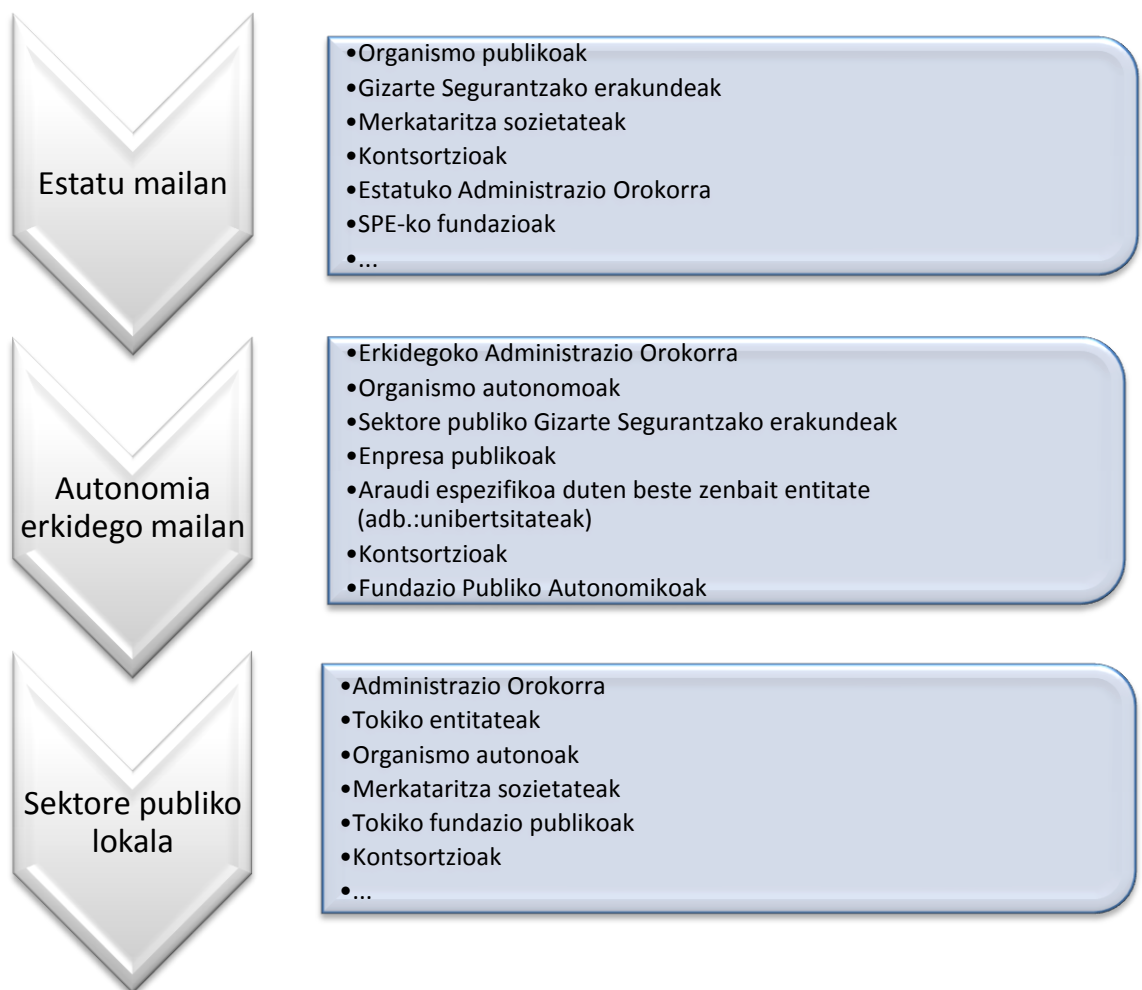 Estatu mailan
•Organismo publikoak
•Gizarte Segurantzako erakundeak
•Merkataritza sozietateak
•Kontsortzioak
•Estatuko Administrazio Orokorra
•SPE-ko fundazioak
•...
Autonomia
erkidego mailan
•Erkidegoko Administrazio Orokorra
•Organismo autonomoak
•Sektore publiko Gizarte Segurantzako erakundeak
•Enpresa publikoak
•Araudi espezifikoa duten beste zenbait entitate
(adb.:unibertsitateak)
•Kontsortzioak
•Fundazio Publiko Autonomikoak
Sektore publiko
lokala
•Administrazio Orokorra
•Tokiko entitateak
•Organismo autonoak
•Merkataritza sozietateak
•Tokiko fundazio publikoak
•Kontsortzioak
•...